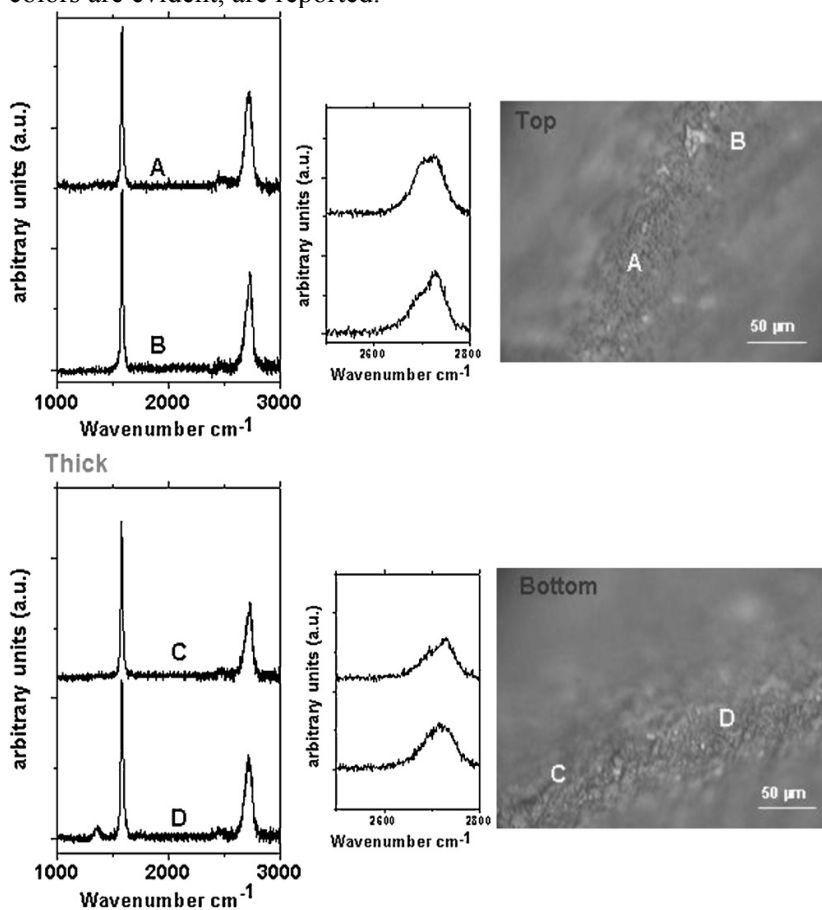 colors are evident, are reported.
arbitrary units (a.u.)
A
B
1000 2000 3000
Wavenumber cm-1
arbitrary units (a.u.)
2600 2800
Wavenumber cm-1
Top
B
A
50 µm
Thick
arbitrary units (a.u.)
C
D
1000 2000 3000
Wavenumber cm-1
arbitrary units (a.u.)
2600 2800
Wavenumber cm-1
Bottom
D
C
50 µm